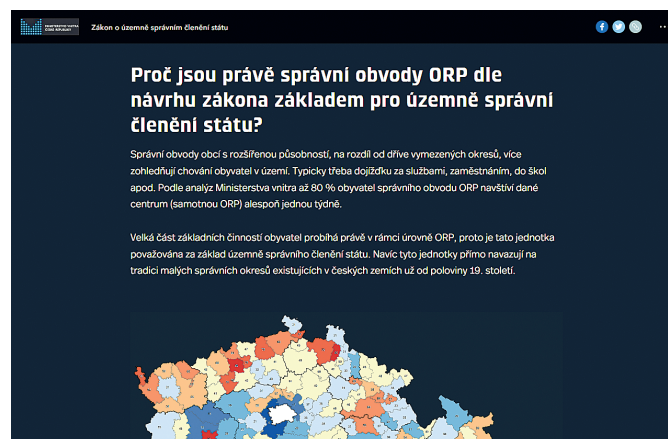 MINISTERSTVO VNITRA
ČESKÉ REPUBLIKY
Zákon o územně správním členění státu
Proč jsou právě správní obvody ORP dle
návrhu zákona základem pro územně správní
členění státu?
Správní obvody obcí s rozšířenou působností, na rozdíl od dříve vymezených okresů, více
zohledňují chování obyvatel v území. Typicky třeba dojížďku za službami, zaměstnáním, do škol
apod. Podle analýz Ministerstva vnitra až 80 % obyvatel správního obvodu ORP navštíví dané
centrum (samotnou ORP) alespoň jednou týdně.
Velká část základních činností obyvatel probíhá právě v rámci úrovně ORP, proto je tato jednotka
považována za základ územně správního členění státu. Navíc tyto jednotky přímo navazují na
tradici malých správních okresů existujících v českých zemích už od poloviny 19. století.